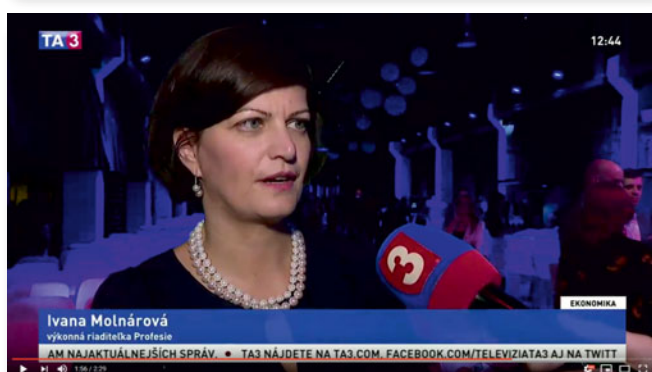 TA3
12:44
3
EKONOMIKA
Ivana Molnárová
výkonná riaditeľka Profesie
AM NAJAKTUÁLNEJŠÍCH SPRÁV. ● TA3 NÁJDETE NA TA3.COM, FACEBOOK.COM/TELEVIZIATA3 AJ NA TWITT
1:56 / 2:29